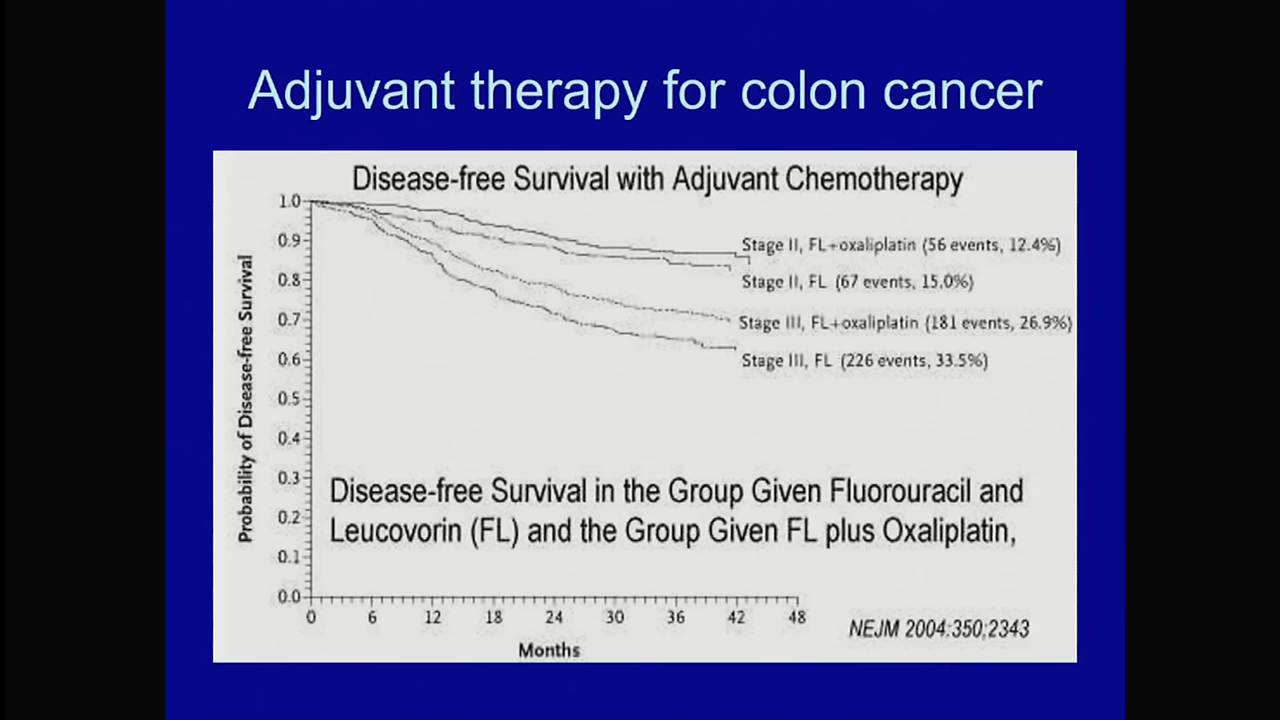 Adjuvant therapy for colon cancer
Disease-free Survival with Adjuvant Chemotherapy
Probability of Disease-free Survival
1.0
0.9
0.8
0.7
0.6
0.5
0.4
0.3
0.2
0.1
0.0
Stage II, FL+oxaliplatin (56 events, 12.4%)
Stage II, FL (67 events, 15.0%)
Stage III, FL+oxaliplatin (181 events, 26.9%)
Stage III, FL (226 events, 33.5%)
Disease-free Survival in the Group Given Fluorouracil and
Leucovorin (FL) and the Group Given FL plus Oxaliplatin,
0 6 12 18 24 30 36 42 48
Months
NEJM 2004:350;2343